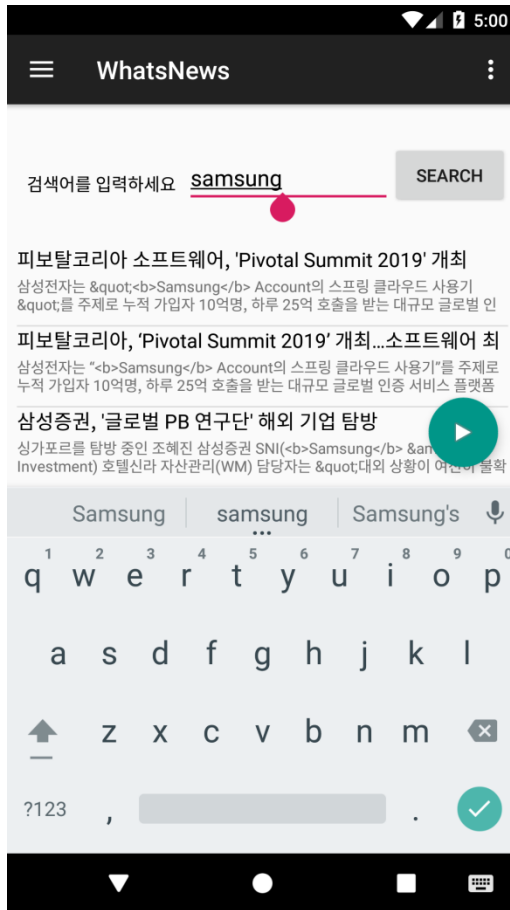 5:00
WhatsNews
검색어를 입력하세요 samsung SEARCH
피보탈코리아 소프트웨어, 'Pivotal Summit 2019' 개최
삼성전자는 &quot;<b>Samsung</b> Account의 스프링 클라우드 사용기
&quot;를 주제로 누적 가입자 10억명, 하루 25억 호출을 받는 대규모 글로벌 인
피보탈코리아, ‘Pivotal Summit 2019’ 개최...소프트웨어 최
삼성전자는 “<b>Samsung</b> Account의 스프링 클라우드 사용기”를 주제로
누적 가입자 10억명, 하루 25억 호출을 받는 대규모 글로벌 인증 서비스 플랫폼
삼성증권, '글로벌 PB 연구단' 해외 기업 탐방
싱가포르를 탐방 중인 조혜진 삼성증권 SNI(<b>Samsung</b> &am
Investment) 호텔신라 자산관리(WM) 담당자는 &quot;대외 상황이 불확
Samsung samsung Samsung's
1 2 3 4 5 6 7 8 9 0
q w e r t y u i o p
a s d f g h j k l
z x c v b n m
?123 , .